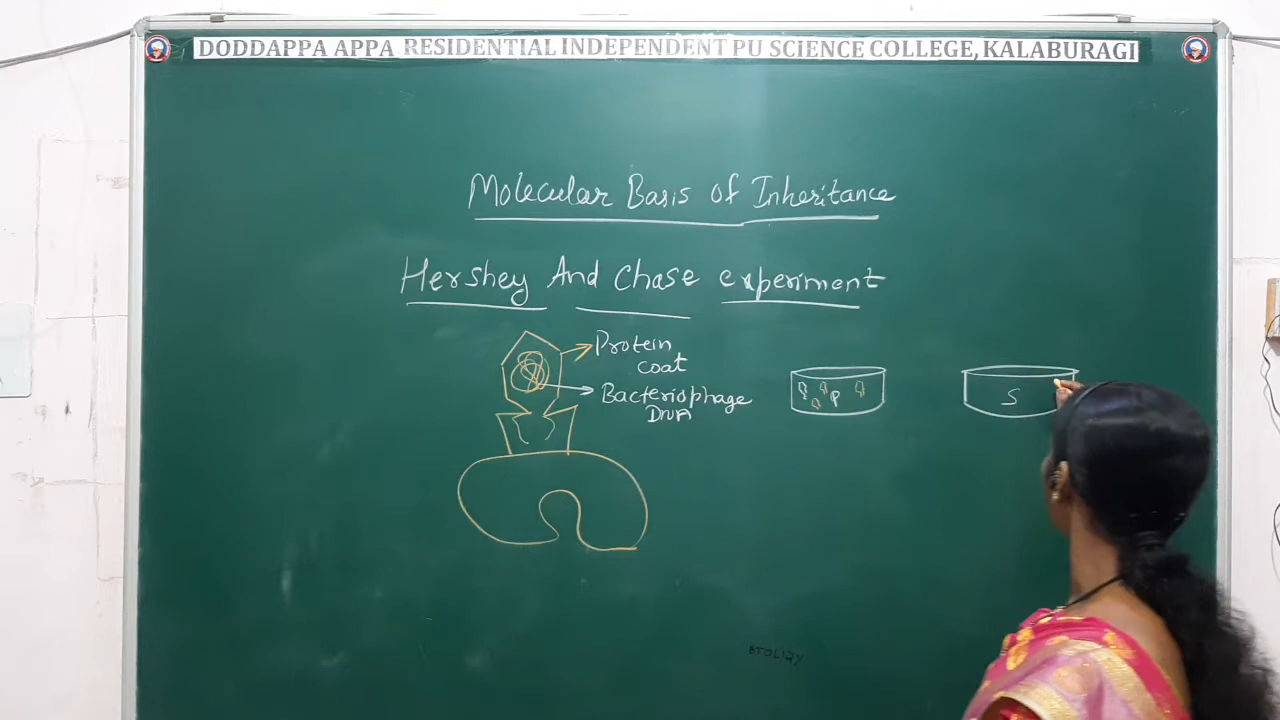 DODDAPPA APPA RESIDENTIAL INDEPENDENT PU SCIENCE COLLEGE, KALABURAGI
Molecular Basis of Inheritance
Hershey And Chase experiment
Protein
coat
Bacteriophage
DNA
P
S